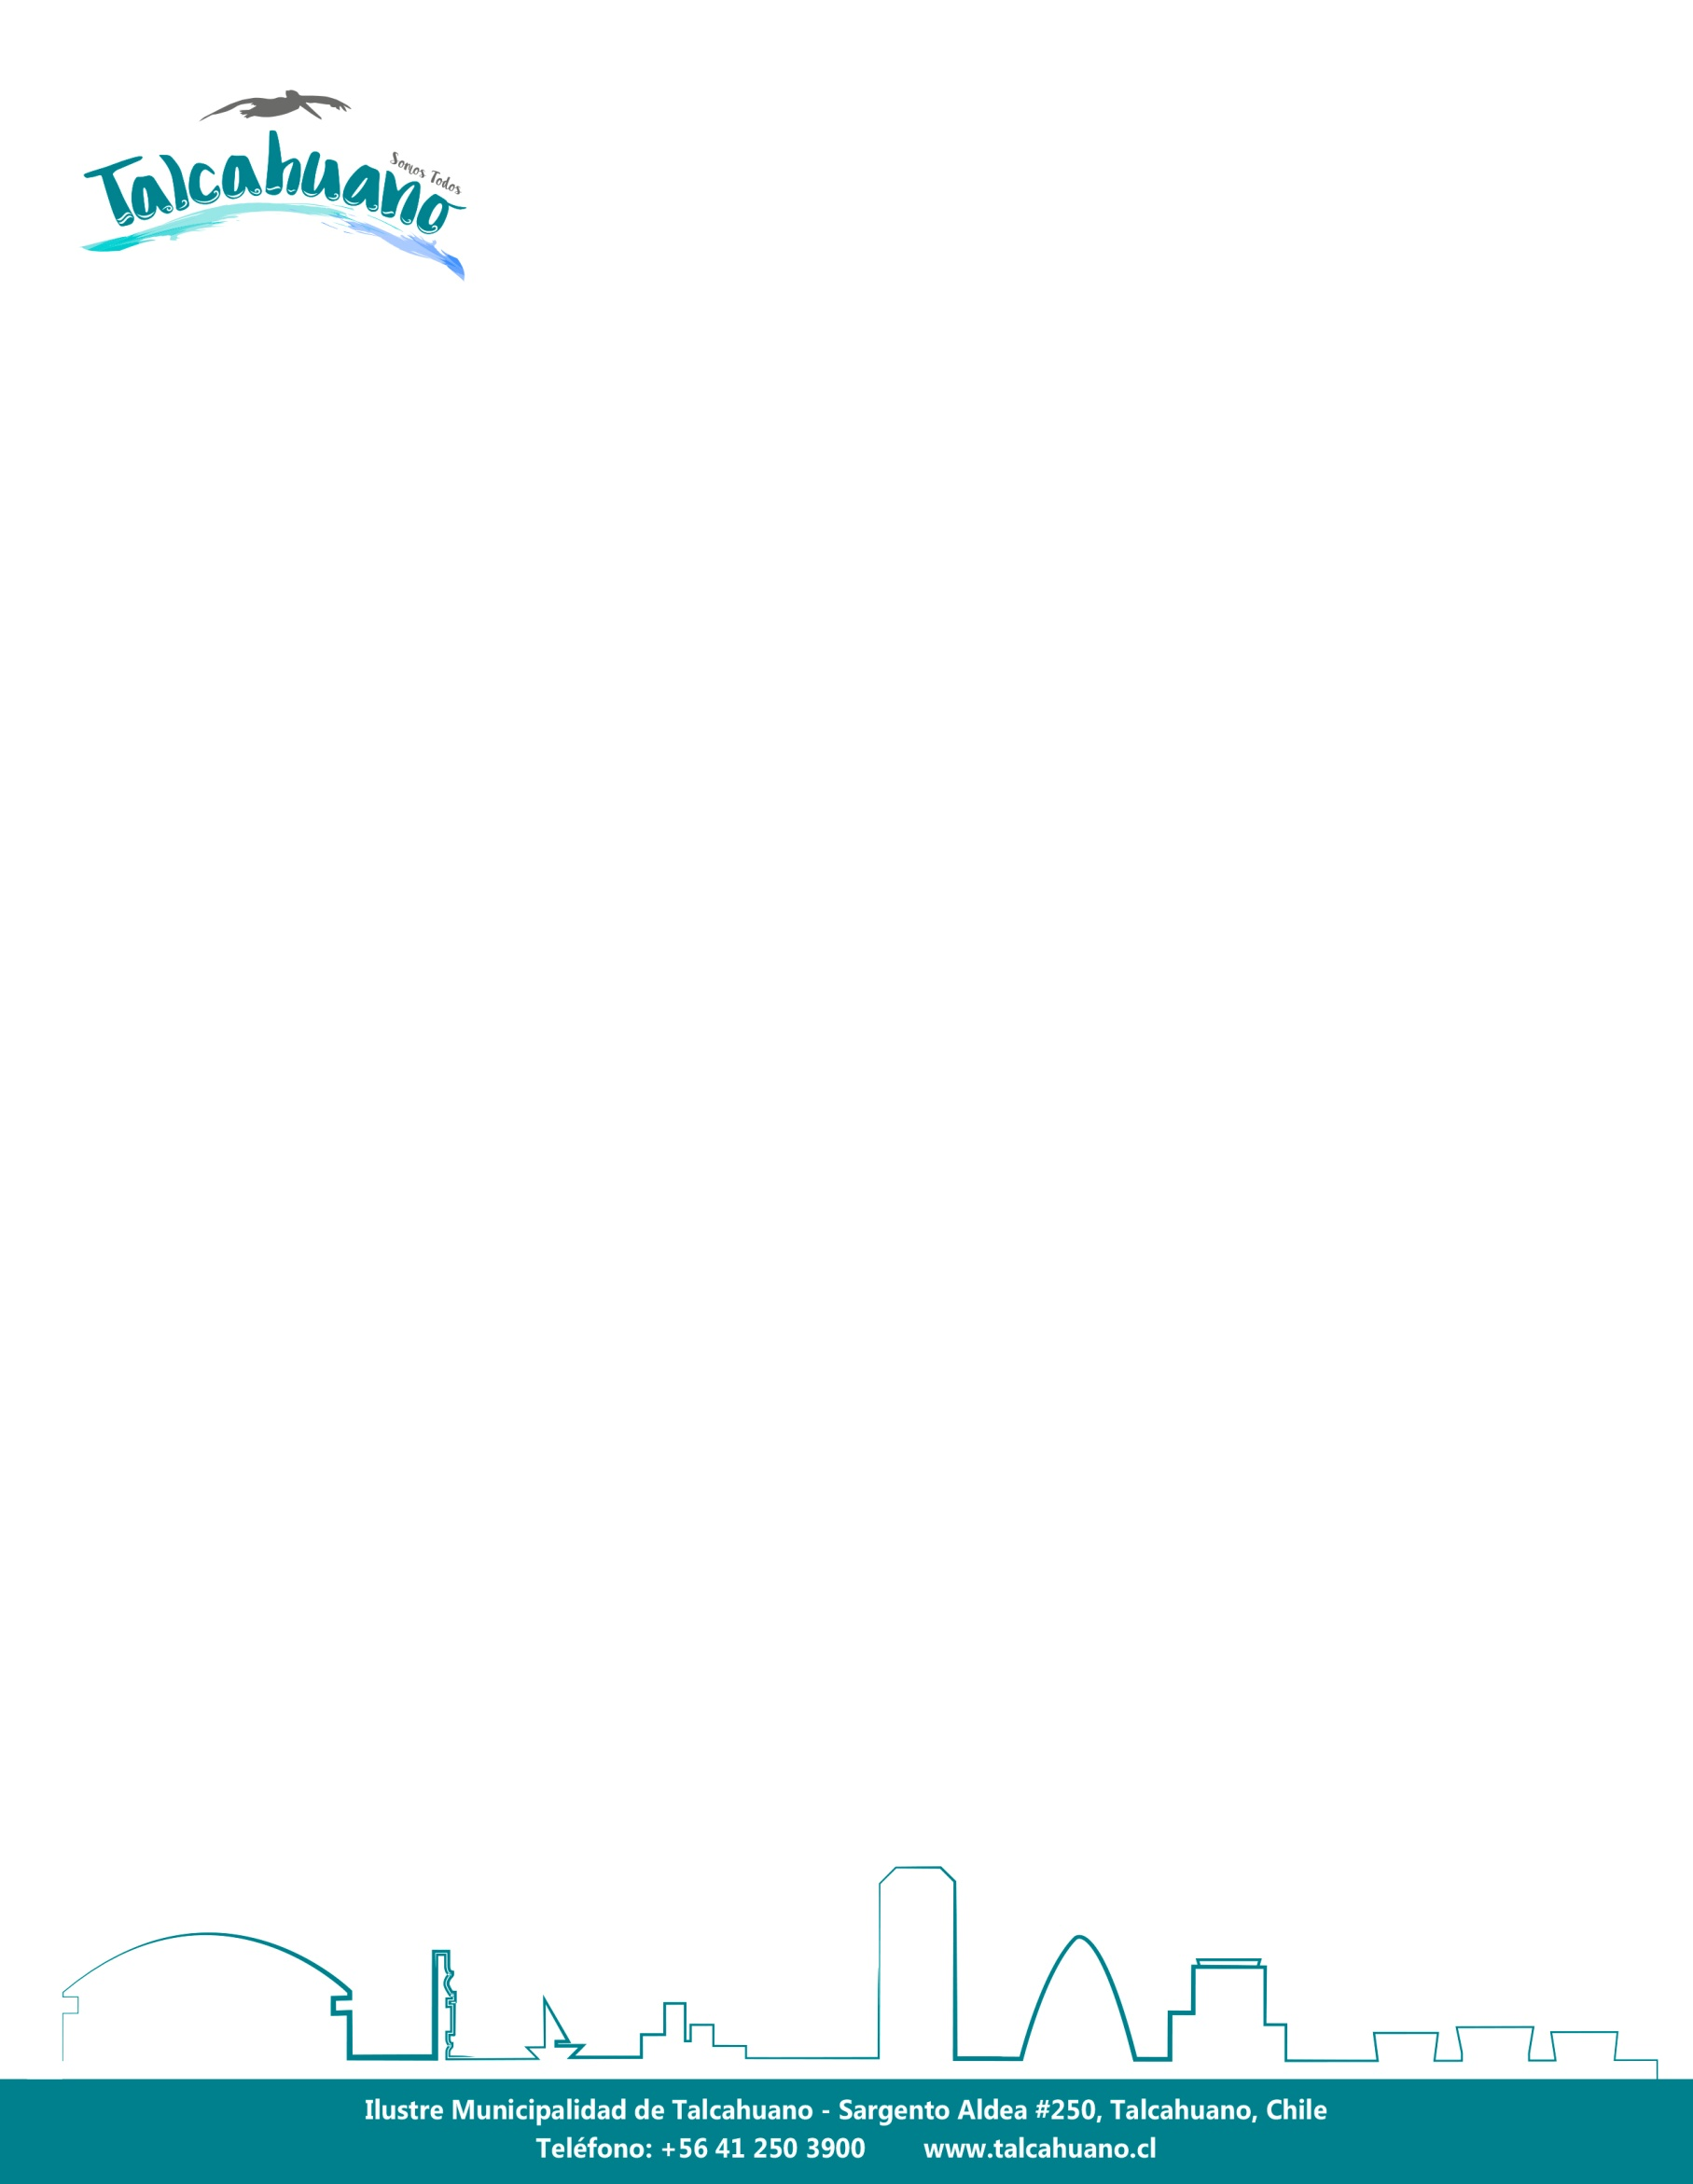 Somos Todos
Talcahuano
Ilustre Municipalidad de Talcahuano - Sargento Aldea #250, Talcahuano, Chile
Teléfono: +56 41 250 3900 www.talcahuano.cl